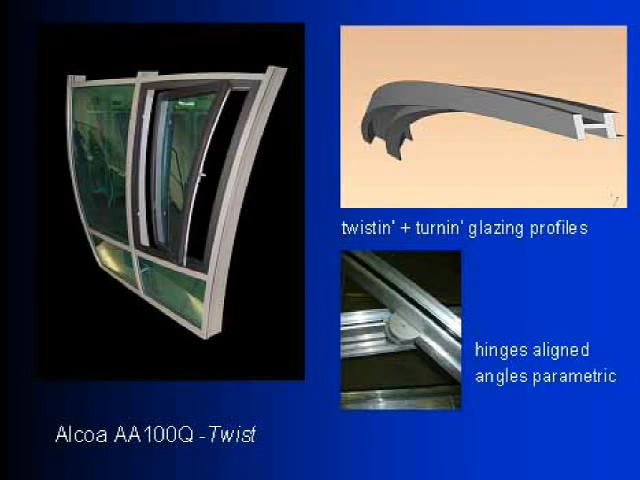 twistin' + turnin' glazing profiles
hinges aligned
angles parametric
Alcoa AA100Q -Twist